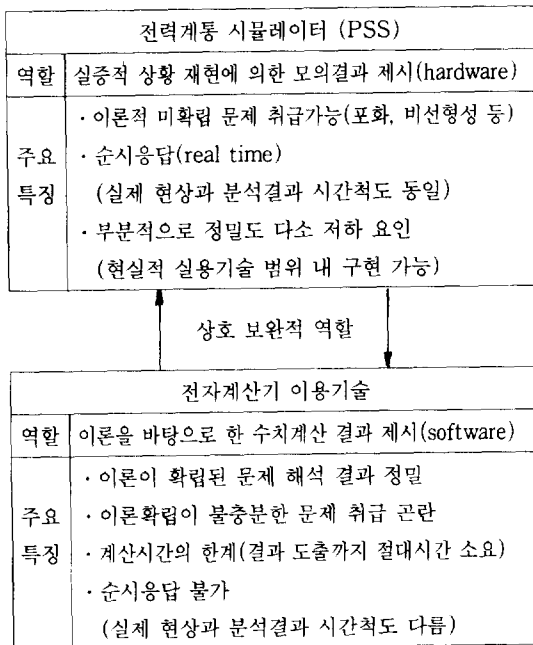 전력계통 시뮬레이터 (PSS)
역할 실증적 상황 재현에 의한 모의결과 제시(hardware)
· 이론적 미확립 문제 취급가능(포화, 비선형성 등)
주요 · 순시응답(real time)
특징 (실제 현상과 분석결과 시간척도 동일)
· 부분적으로 정밀도 다소 저하 요인
(현실적 실용기술 범위 내 구현 가능)
상호 보완적 역할
전자계산기 이용기술
역할 이론을 바탕으로 한 수치계산 결과 제시(software)
· 이론이 확립된 문제 해석 결과 정밀
주요 · 이론확립이 불충분한 문제 취급 곤란
특징 · 계산시간의 한계(결과 도출까지 절대시간 소요)
· 순시응답 불가
(실제 현상과 분석결과 시간척도 다름)